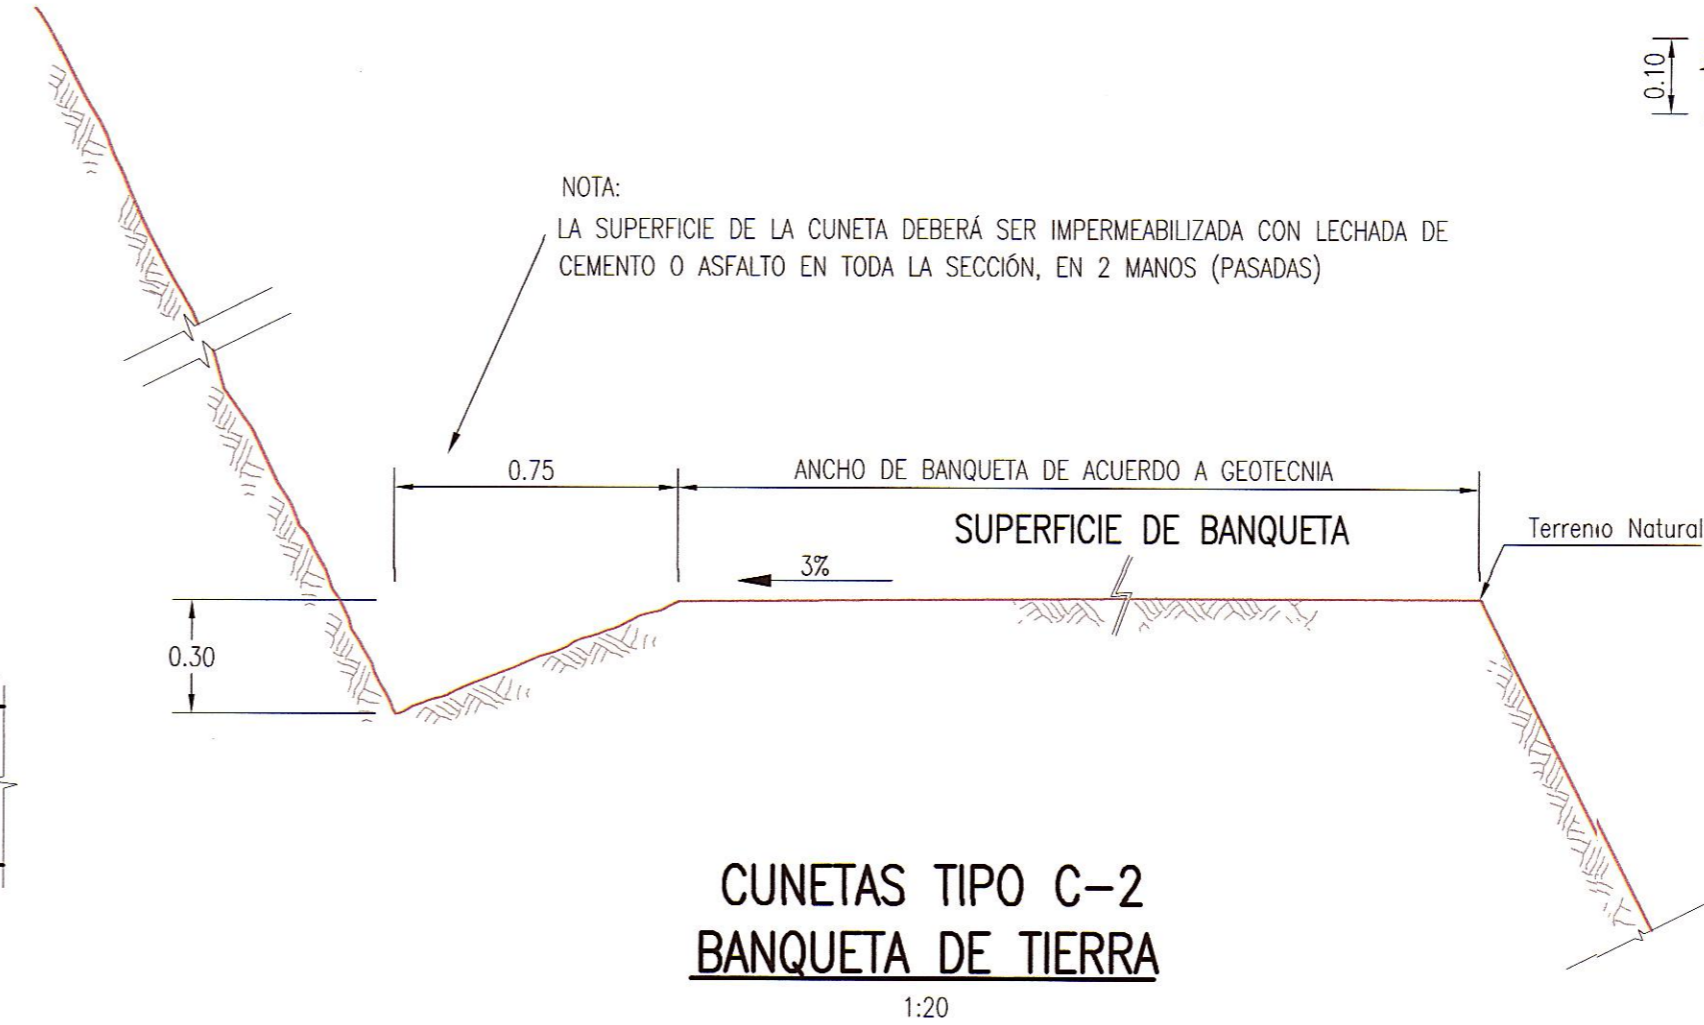 0.10
NOTA:
LA SUPERFICIE DE LA CUNETA DEBERÁ SER IMPERMEABILIZADA CON LECHADA DE
CEMENTO O ASFALTO EN TODA LA SECCIÓN, EN 2 MANOS (PASADAS)
0.75
ANCHO DE BANQUETA DE ACUERDO A GEOTECNIA
SUPERFICIE DE BANQUETA
Terreno Natural
3%
0.30
CUNETAS TIPO C-2
BANQUETA DE TIERRA
1:20